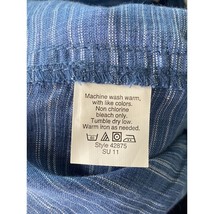 Machine wash warm,
with like colors.
Non chlorine
bleach only.
Tumble dry low.
Warm Iron as needed.
Style 42875
SU 11